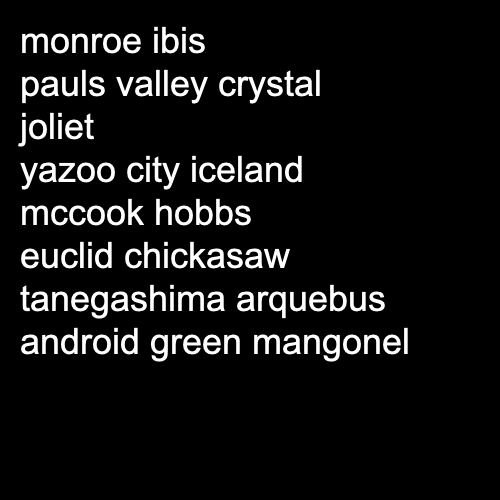 monroe ibis
pauls valley crystal
joliet
yazoo city iceland
mccook hobbs
euclid chickasaw
tanegashima arquebus
android green mangonel